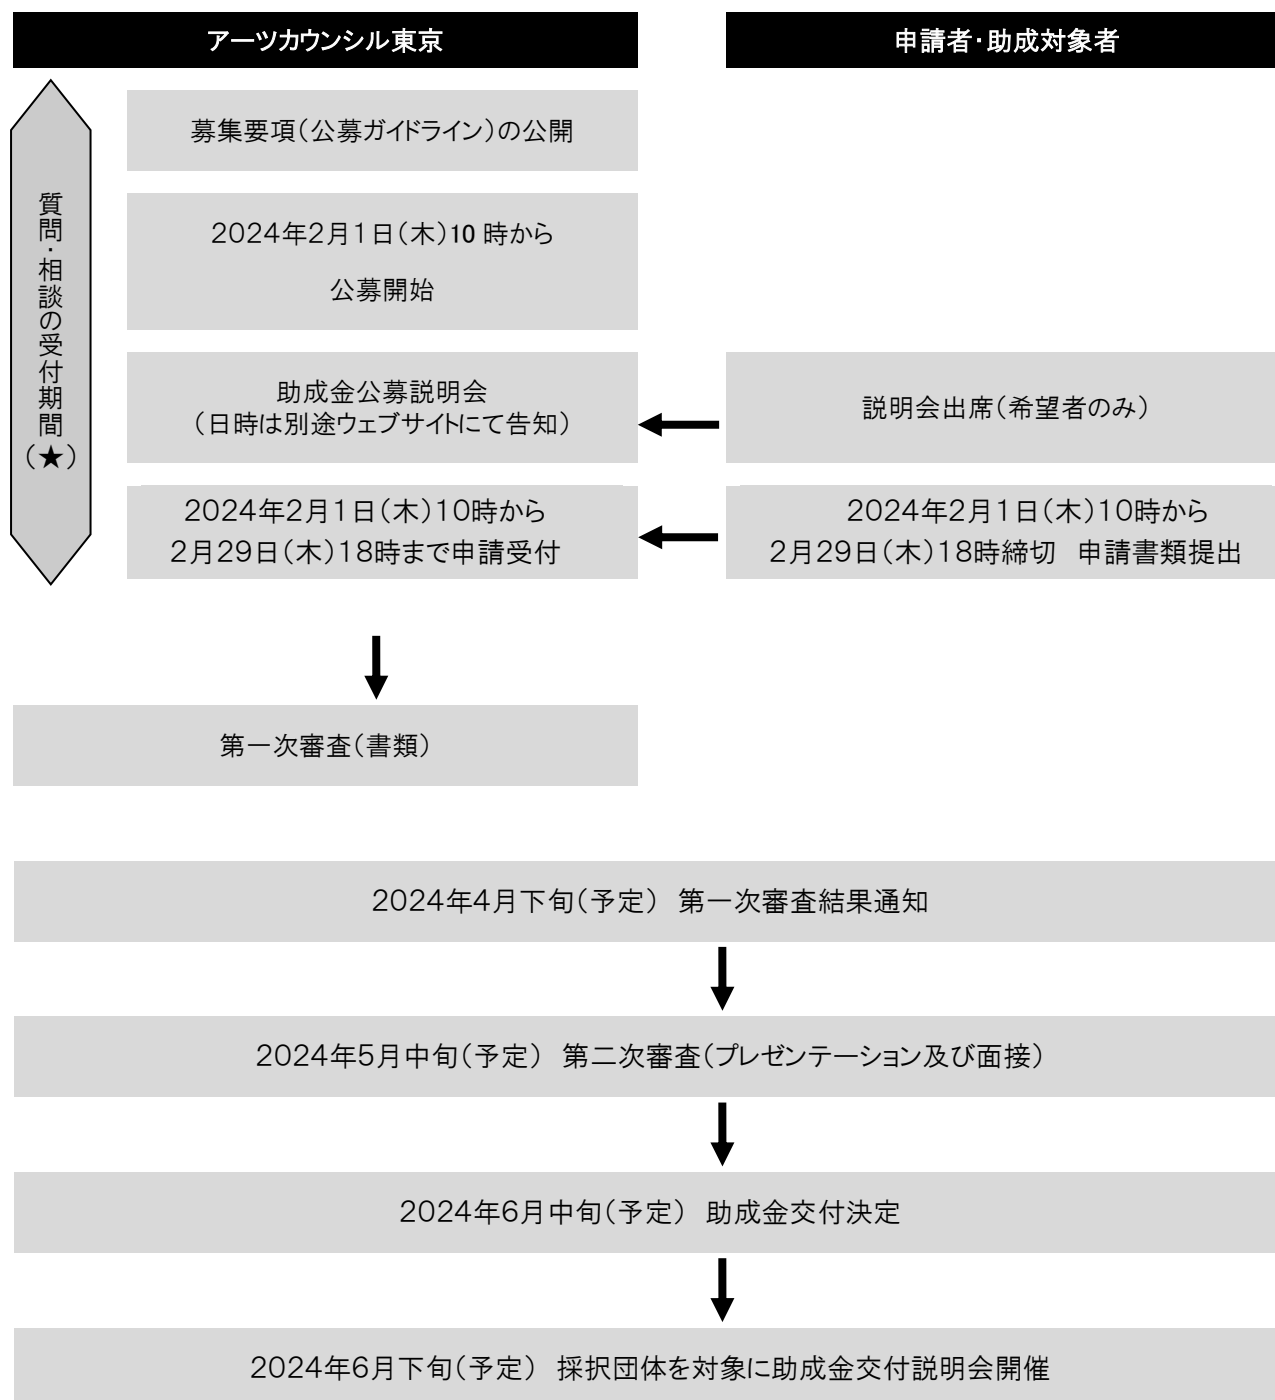 アーツカウンシル東京
申請者・助成対象者
質問・相談の受付期間(★)
募集要項(公募ガイドライン)の公開
2024年2月1日(木)10 時から
公募開始
助成金公募説明会
(日時は別途ウェブサイトにて告知)
説明会出席(希望者のみ)
2024年2月1日(木)10時から
2月29日(木)18時まで申請受付
2024年2月1日(木)10時から
2月29日(木)18時締切 申請書類提出
第一次審査(書類)
2024年4月下旬(予定) 第一次審査結果通知
2024年5月中旬(予定) 第二次審査(プレゼンテーション及び面接)
2024年6月中旬(予定) 助成金交付決定
2024年6月下旬(予定) 採択団体を対象に助成金交付説明会開催